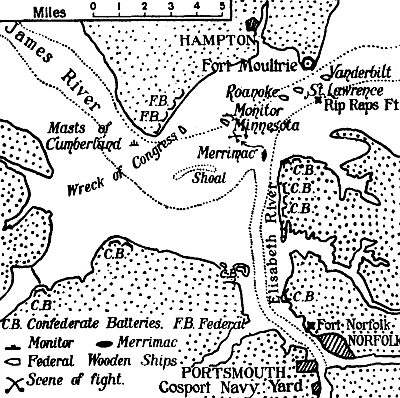 Miles 0 1 2 3 4 5
James River
HAMPTON
Fort Moultrie
Vanderbilt
Roanoke
St. Lawrence
Rip Raps Ft
F.B.
F.B.
Monitor
Minnesota
Masts of
Cumberland
Wreck of Congress
Merrimac
Shoal
C.B.
C.B.
C.B.
Elisabeth River
C.B.
C.B.
C.B.
C.B.
C.B. Confederate Batteries. F.B. Federal
Monitor Merrimac
Federal Wooden Ships
Scene of fight.
Fort Norfolk
NORFOLK
PORTSMOUTH
Gosport Navy Yard